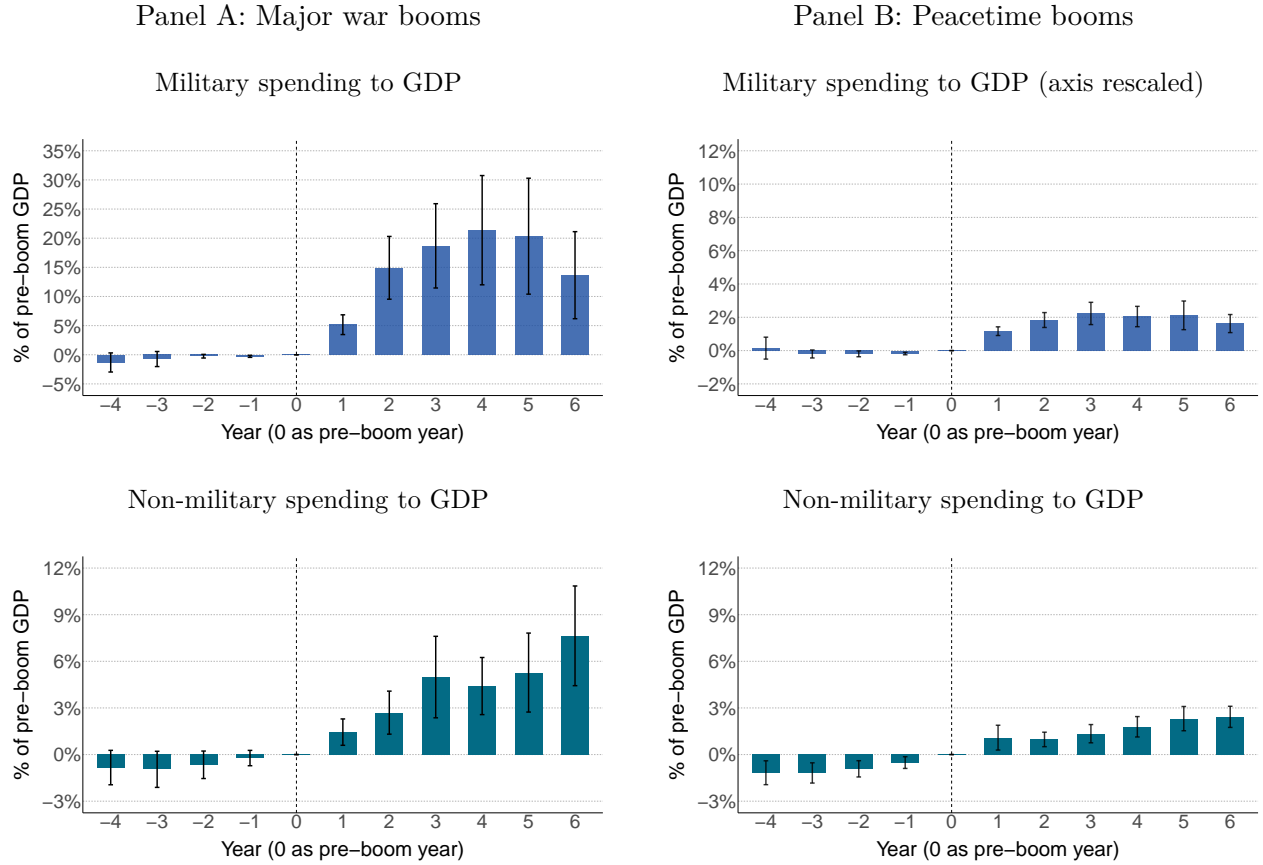 Panel A: Major war booms
Military spending to GDP
% of pre−boom GDP
35%
30%
25%
20%
15%
10%
5%
0%
−5%
−4 −3 −2 −1 0 1 2 3 4 5 6
Year (0 as pre−boom year)
Non-military spending to GDP
% of pre−boom GDP
12%
9%
6%
3%
0%
−3%
−4 −3 −2 −1 0 1 2 3 4 5 6
Year (0 as pre−boom year)
Panel B: Peacetime booms
Military spending to GDP (axis rescaled)
% of pre−boom GDP
12%
10%
8%
6%
4%
2%
0%
−2%
−4 −3 −2 −1 0 1 2 3 4 5 6
Year (0 as pre−boom year)
Non-military spending to GDP
% of pre−boom GDP
12%
9%
6%
3%
0%
−3%
−4 −3 −2 −1 0 1 2 3 4 5 6
Year (0 as pre−boom year)